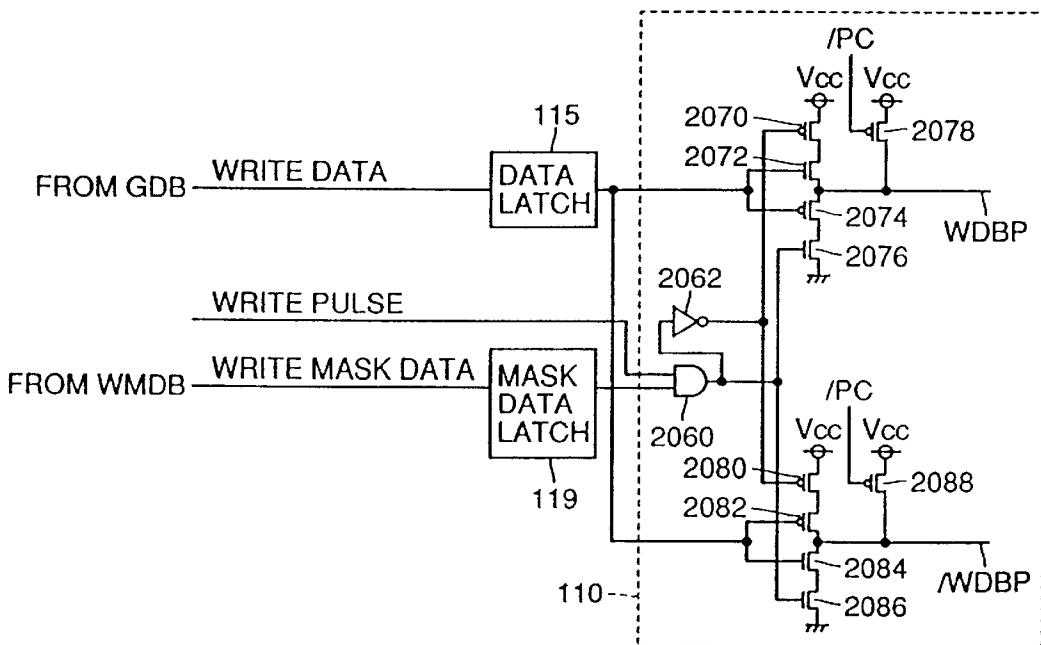 /PC
Vcc Vcc
2070
2078
115
2072
FROM GDB
WRITE DATA
DATA
LATCH
2074
WDBP
2076
2062
WRITE PULSE
FROM WMDB
WRITE MASK DATA
MASK
DATA
LATCH
2060
/PC
Vcc Vcc
2080
2088
119
2082
2084
/WDBP
110
2086